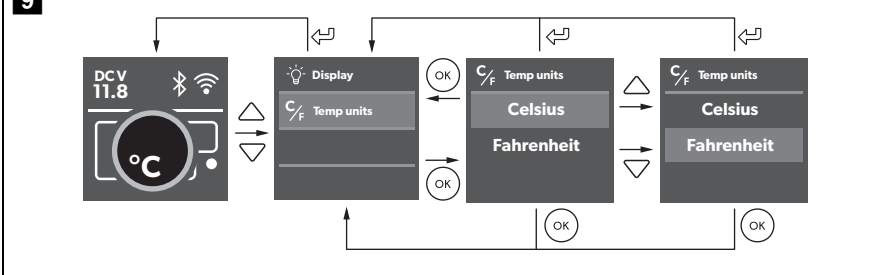 9
DC V
11.8
°C
Display
C/F Temp units
OK
OK
C/F Temp units
Celsius
Fahrenheit
OK
C/F Temp units
Celsius
Fahrenheit
OK